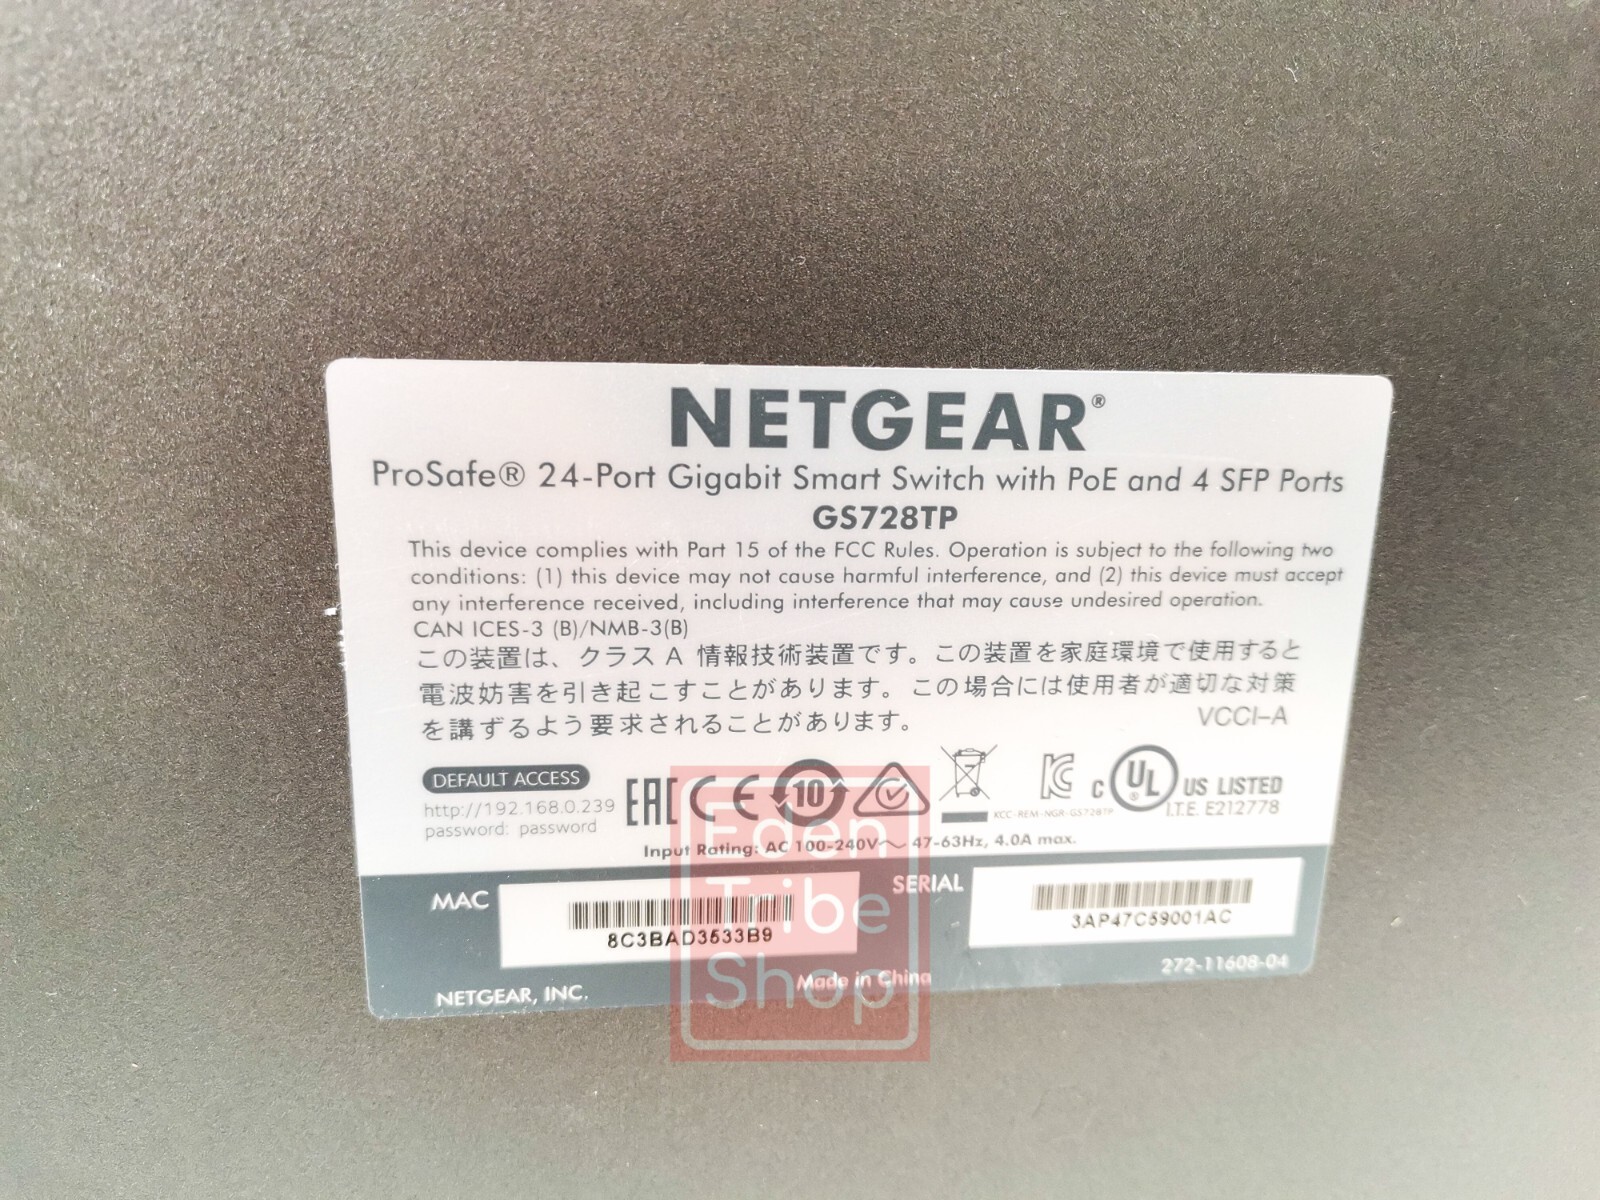 NETGEAR®
ProSafe® 24-Port Gigabit Smart Switch with PoE and 4 SFP Ports
GS728TP
This device complies with Part 15 of the FCC Rules. Operation is subject to the following two
conditions: (1) this device may not cause harmful interference, and (2) this device must accept
any interference received, including interference that may cause undesired operation.
CAN ICES-3 (B)/NMB-3(B)
この装置は、クラス A 情報技術装置です。この装置を家庭環境で使用すると
電波妨害を引き起こすことがあります。この場合には使用者が適切な対策
を講ずるよう要求されることがあります。 VCCI-A
DEFAULT ACCESS
http://192.168.0.239
password: password
EAC CE 10
KCC-REM-NGR-GS728TP
C UL US LISTED
I.T.E. E212778
Input Rating: AC 100-240V～ 47-63Hz, 4.0A max.
MAC
8C3BAD3533B9
SERIAL
3AP47C59001AC
NETGEAR, INC.
Made in China
272-11608-04
Eden
Tribe
Shop